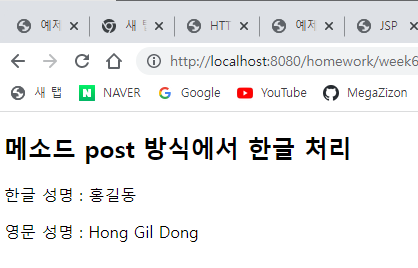 예저
새 탭
HTT
예저
JSP
http://localhost:8080/homework/week6
새 탭
NAVER
Google
YouTube
MegaZizon
메소드 post 방식에서 한글 처리
한글 성명 : 홍길동
영문 성명 : Hong Gil Dong